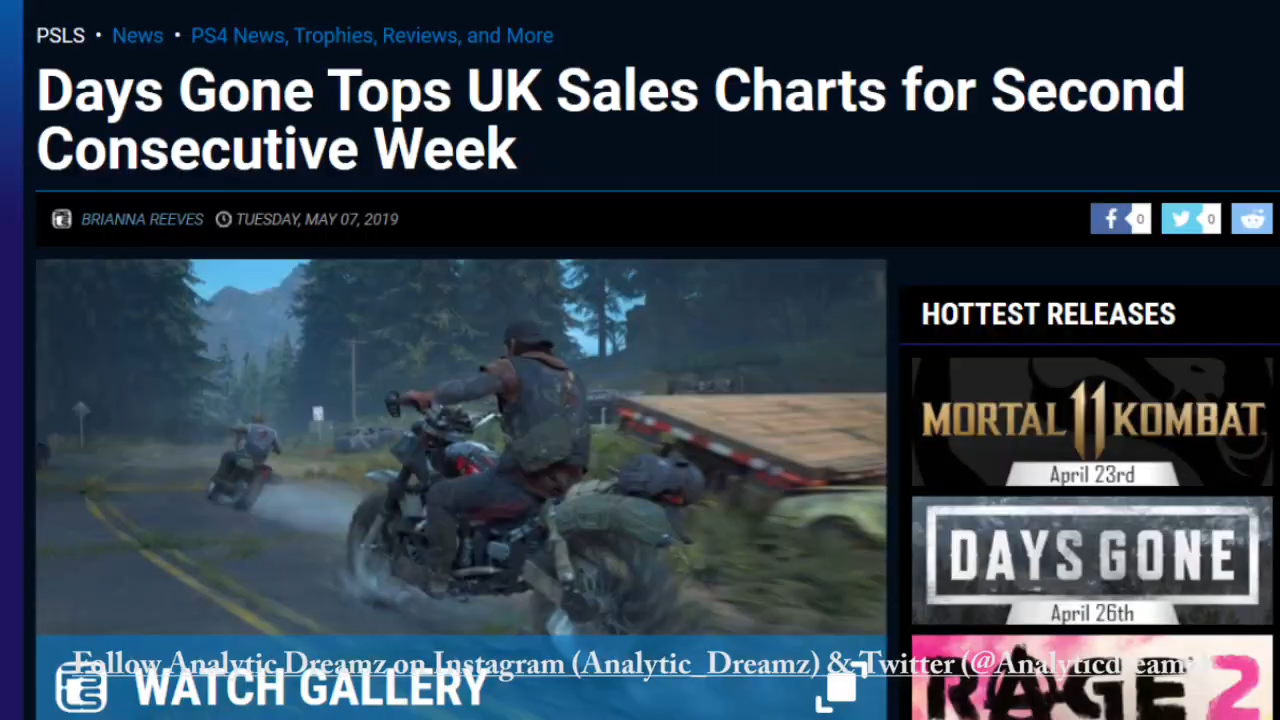 PSLS • News • PS4 News, Trophies, Reviews, and More
Days Gone Tops UK Sales Charts for Second
Consecutive Week
BRIANNA REEVES TUESDAY, MAY 07, 2019
0 0
HOTTEST RELEASES
MORTAL 11 KOMBAT
April 23rd
DAYS GONE
April 26th
Follow Analytic Dreamz on Instagram (Analytic_Dreamz) & Twitter
WATCH GALLERY
RAGE 2